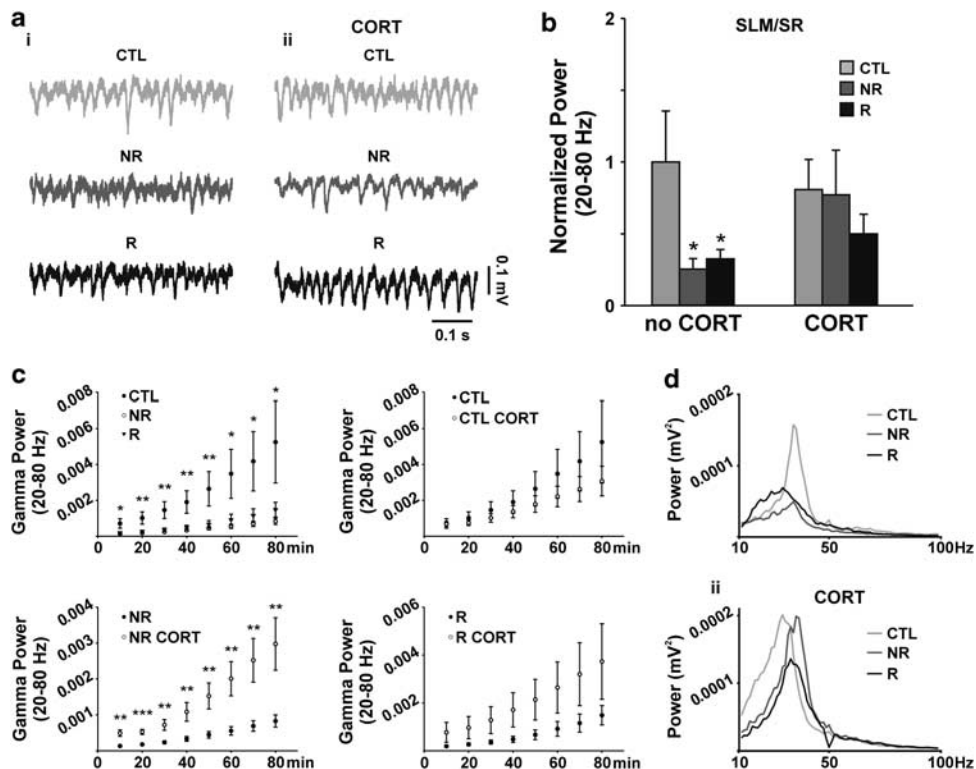 a
i
CTL
NR
R
ii
CORT
CTL
NR
R
0.1 mV
0.1 s
b
SLM/SR
CTL
NR
R
Normalized Power
(20-80 Hz)
2
1
0
* *
no CORT
CORT
c
Gamma Power
(20-80 Hz)
0.008
0.006
0.004
0.002
CTL
NR
R
* ** ** ** ** * * *
0 20 40 60 80 min
Gamma Power
(20-80 Hz)
0.008
0.006
0.004
0.002
CTL
CTL CORT
0 20 40 60 80 min
Gamma Power
(20-80 Hz)
0.004
0.003
0.002
0.001
NR
NR CORT
** *** ** ** ** ** ** **
0 20 40 60 80 min
Gamma Power
(20-80 Hz)
0.006
0.004
0.002
R
R CORT
0 20 40 60 80 min
d
Power (mV²)
0.0002
0.0001
CTL
NR
R
10 50 100Hz
ii
CORT
Power (mV²)
0.0002
0.0001
CTL
NR
R
10 50 100Hz